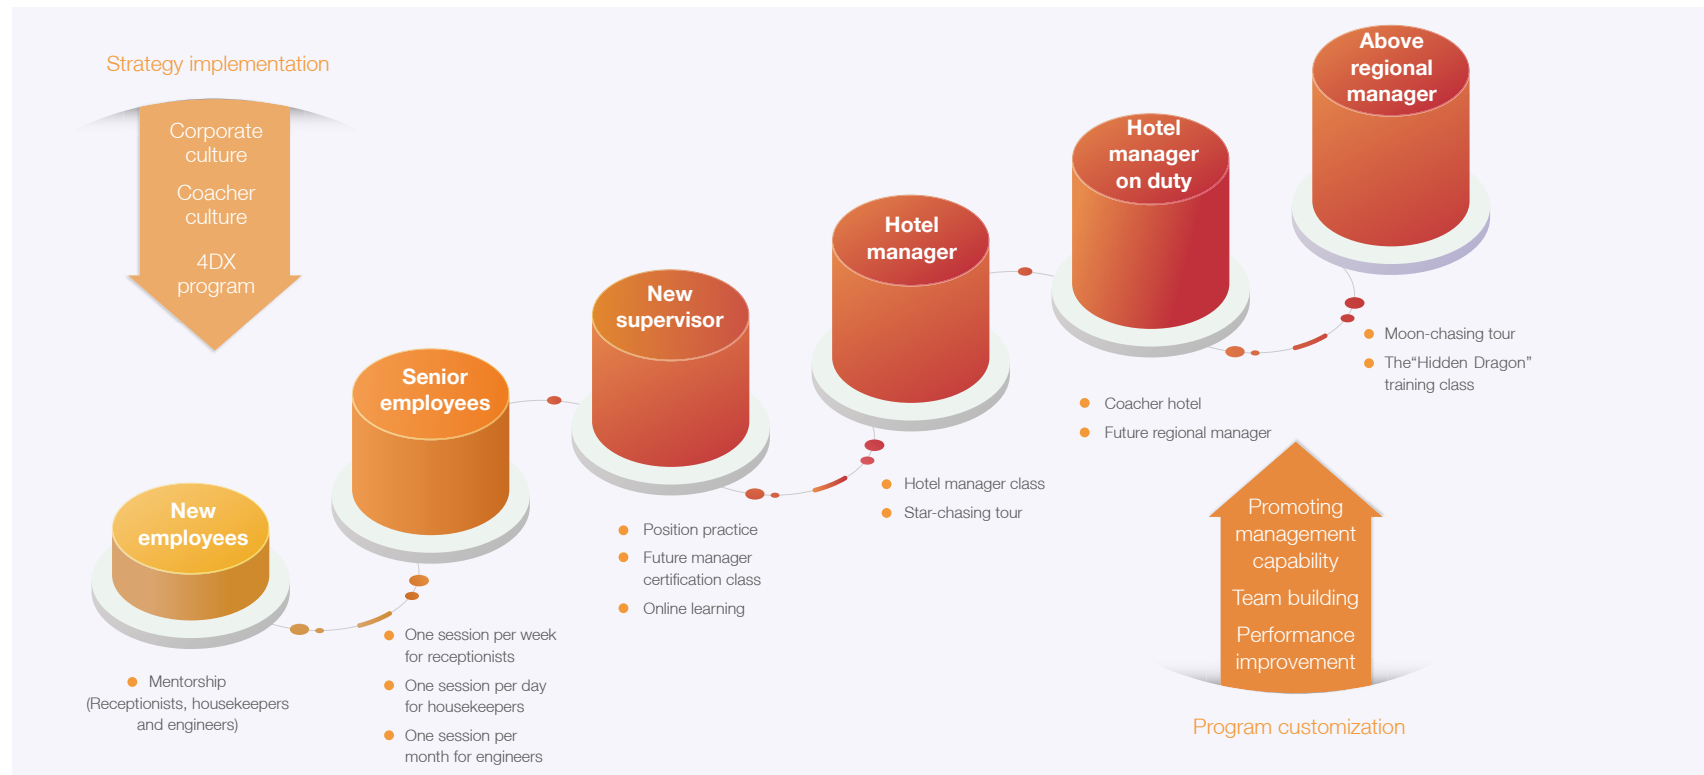 Strategy implementation
Corporate
culture
Coacher
culture
4DX
program
New
employees
Mentorship
(Receptionists, housekeepers
and engineers)
Senior
employees
One session per week
for receptionists
One session per day
for housekeepers
One session per
month for engineers
New
supervisor
Position practice
Future manager
certification class
Online learning
Hotel
manager
Hotel manager class
Star-chasing tour
Hotel
manager
on duty
Coacher hotel
Future regional manager
Above
regional
manager
Moon-chasing tour
The“Hidden Dragon”
training class
Promoting
management
capability
Team building
Performance
improvement
Program customization